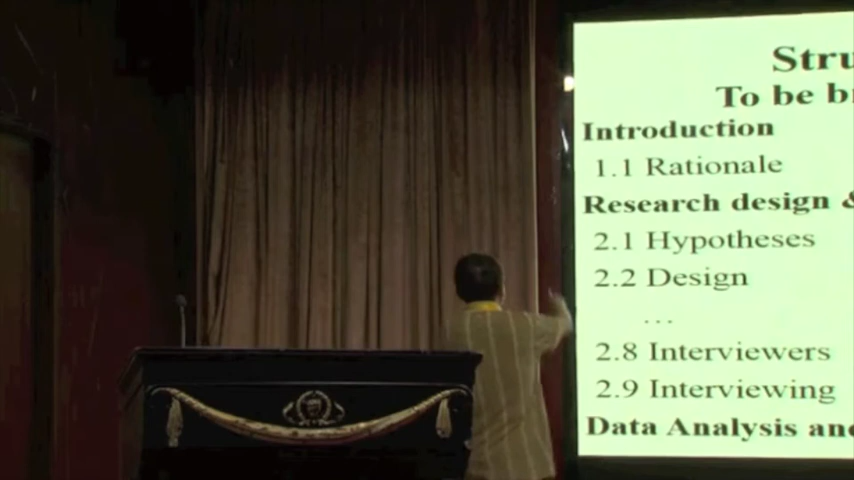 Stru
To be b
Introduction
1.1 Rationale
Research design &
2.1 Hypotheses
2.2 Design
...
2.8 Interviewers
2.9 Interviewing
Data Analysis and